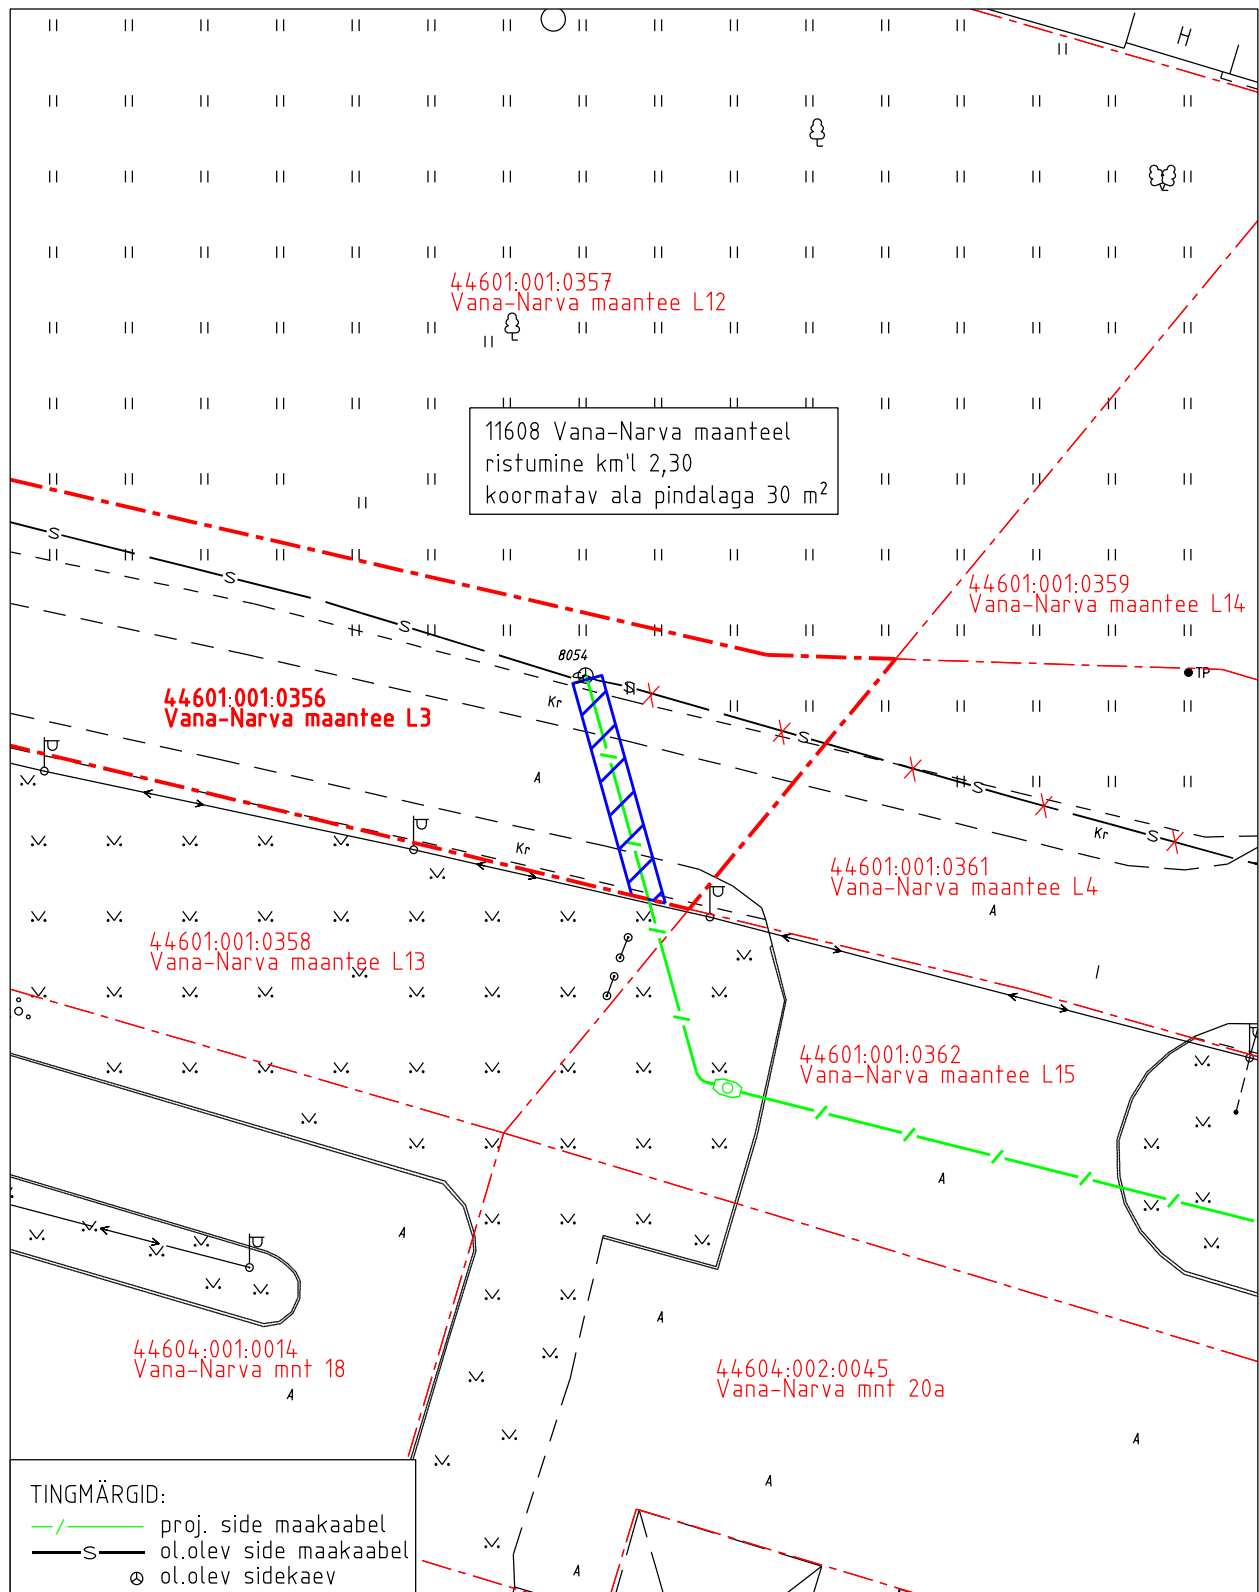 H
44601:001:0357
Vana-Narva maantee L12
11608 Vana-Narva maanteel
ristumine km'l 2,30
koormatav ala pindalaga 30 m²
S
S
S
44601:001:0359
Vana-Narva maantee L14
8054
TP
44601:001:0356
Vana-Narva maantee L3
Kr
S
S
A
S
Kr
S
Kr
44601:001:0361
Vana-Narva maantee L4
A
44601:001:0358
Vana-Narva maantee L13
I
44601:001:0362
Vana-Narva maantee L15
A
A
A
44604:001:0014
Vana-Narva mnt 18
A
44604:002:0045
Vana-Narva mnt 20a
A
A
A
TINGMÄRGID:
proj. side maakaabel
S ol.olev side maakaabel
ol.olev sidekaev